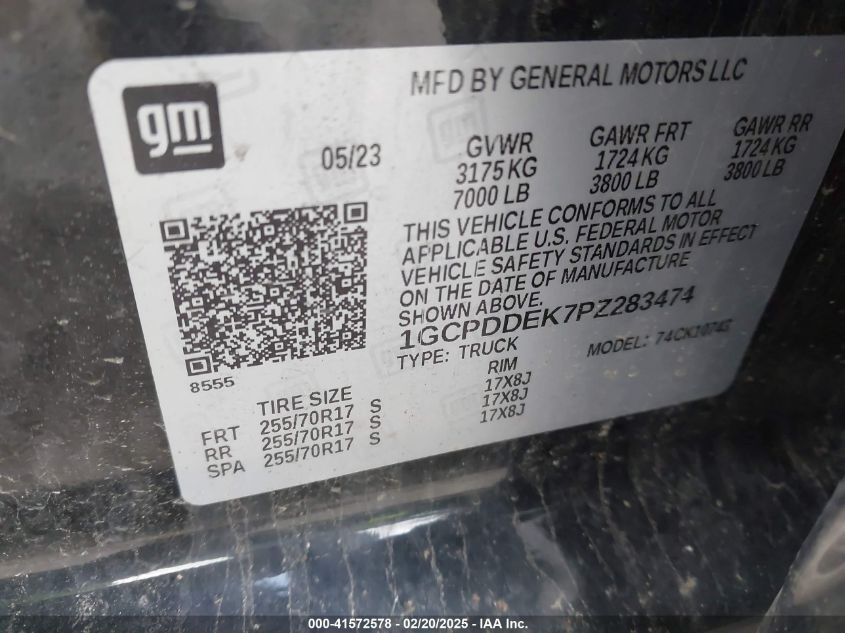 MFD BY GENERAL MOTORS LLC
gm
05/23
GVWR GAWR FRT GAWR RR
3175 KG 1724 KG 1724 KG
7000 LB 3800 LB 3800 LB
THIS VEHICLE CONFORMS TO ALL
APPLICABLE U.S. FEDERAL MOTOR
VEHICLE SAFETY STANDARDS IN EFFECT
ON THE DATE OF MANUFACTURE
SHOWN ABOVE.
1GCPDDEK7PZ283474
TYPE: TRUCK MODEL: 74CK10743
8555
TIRE SIZE RIM
FRT 255/70R17 S 17X8J
RR 255/70R17 S 17X8J
SPA 255/70R17 S 17X8J
000-41572578 - 02/20/2025 - IAAI.COM